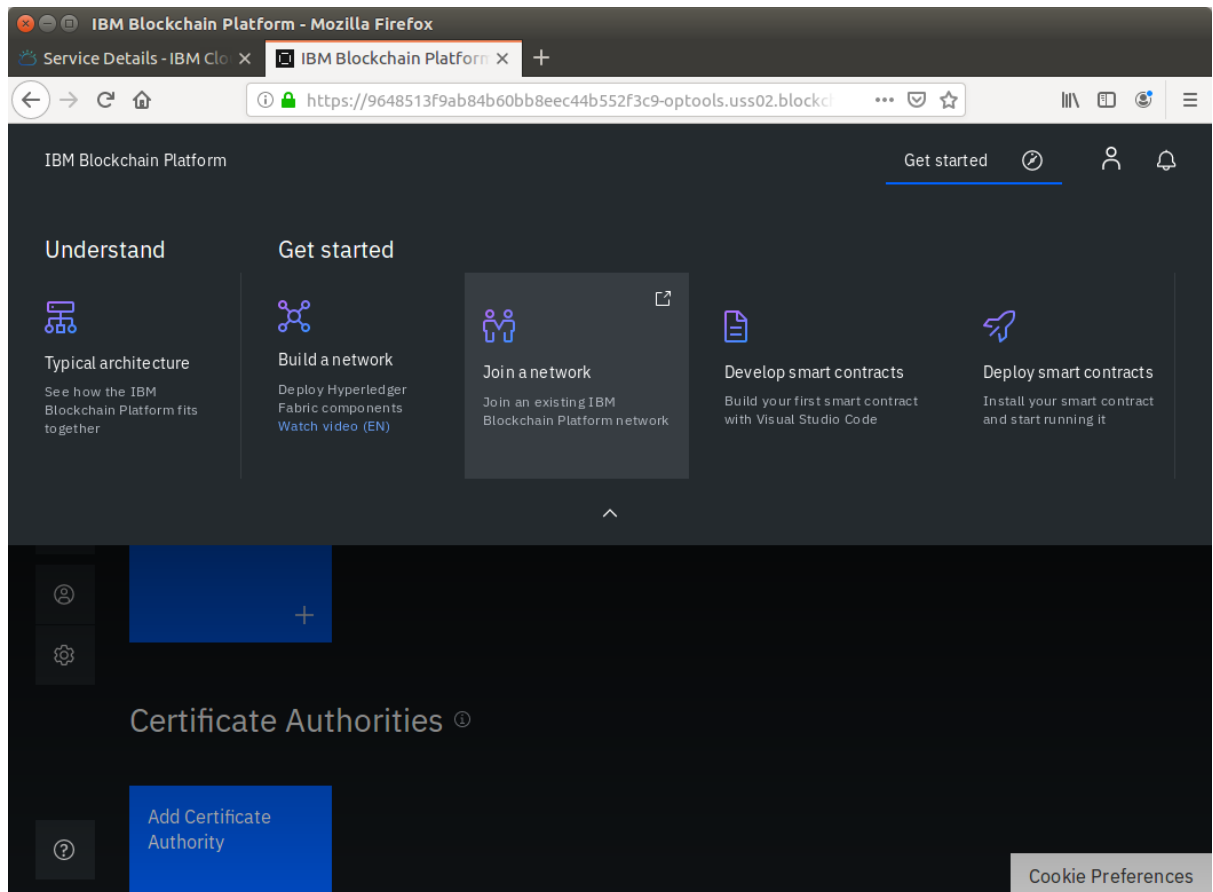 IBM Blockchain Platform - Mozilla Firefox
Service Details - IBM Clo
IBM Blockchain Platform
https://9648513f9ab84b60bb8eec44b552f3c9-optools.uss02.blockch
IBM Blockchain Platform
Get started
Understand
Get started
Typical architecture
See how the IBM
Blockchain Platform fits
together
Build a network
Deploy Hyperledger
Fabric components
Watch video (EN)
Join a network
Join an existing IBM
Blockchain Platform network
Develop smart contracts
Build your first smart contract
with Visual Studio Code
Deploy smart contracts
Install your smart contract
and start running it
Certificate Authorities
Add Certificate
Authority
Cookie Preferences